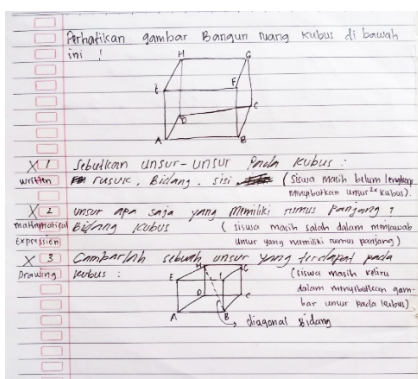 Perhatikan gambar Bangun ruang kubus di bawah
ini !
H G
E F
D C
A B
X 1 Sebutkan unsur-unsur Pada kubus :
written rusuk, Bidang, sisi (siswa masih belum lengkap
menyebutkan unsur2x kubus).
X 2 unsur apa saja yang memiliki rumus panjang ?
mathematical Bidang kubus (siswa masih salah dalam menjawab
expression unsur yang memiliki rumus panjang)
X 3 Gambarlah sebuah unsur yang terdapat pada
Drawing kubus : (siswa masih keliru
dalam menyebutkan gam-
bar unsur pada kubus).
H G
E F
D C
A B
diagonal Bidang